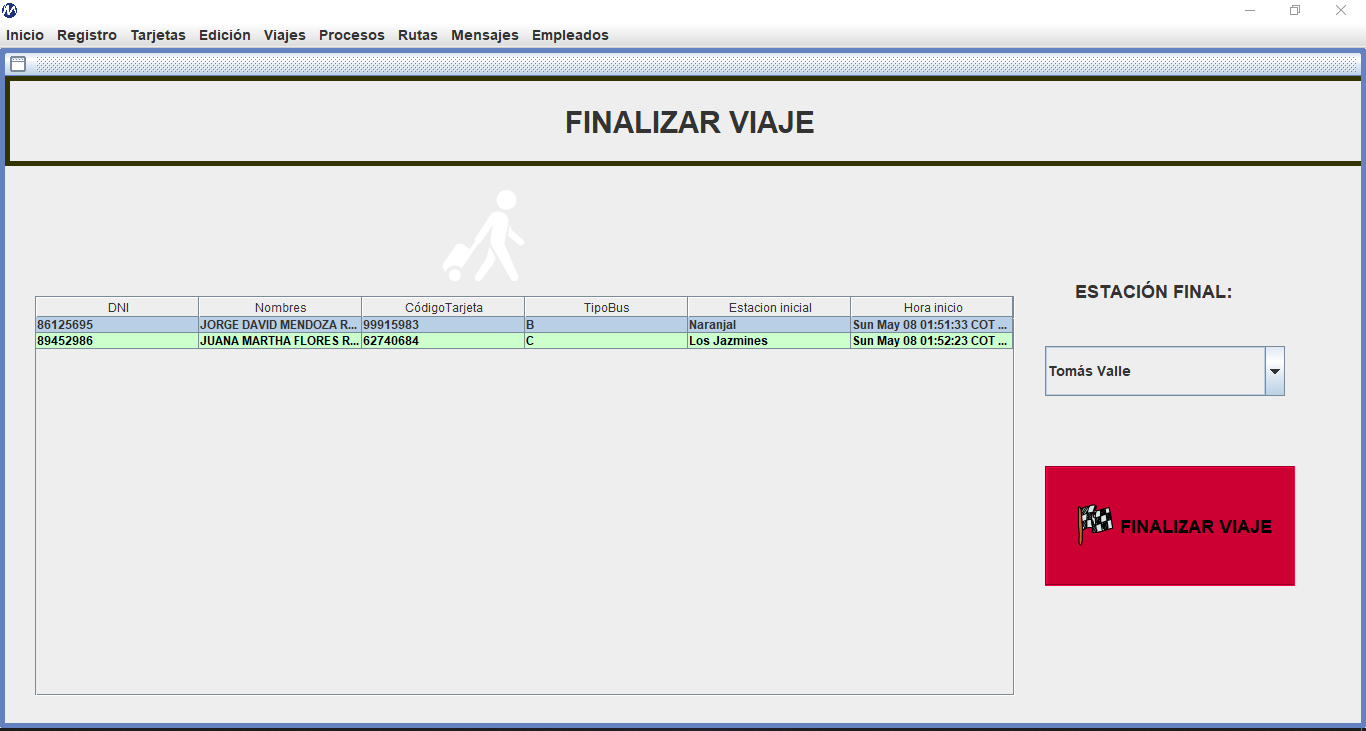 Inicio Registro Tarjetas Edición Viajes Procesos Rutas Mensajes Empleados
FINALIZAR VIAJE
DNI Nombres CódigoTarjeta TipoBus Estacion inicial Hora inicio
86125695 JORGE DAVID MENDOZA R... 99915983 B Naranjal Sun May 08 01:51:33 COT ...
89452986 JUANA MARTHA FLORES R... 62740684 C Los Jazmines Sun May 08 01:52:23 COT ...
ESTACIÓN FINAL:
Tomás Valle
FINALIZAR VIAJE